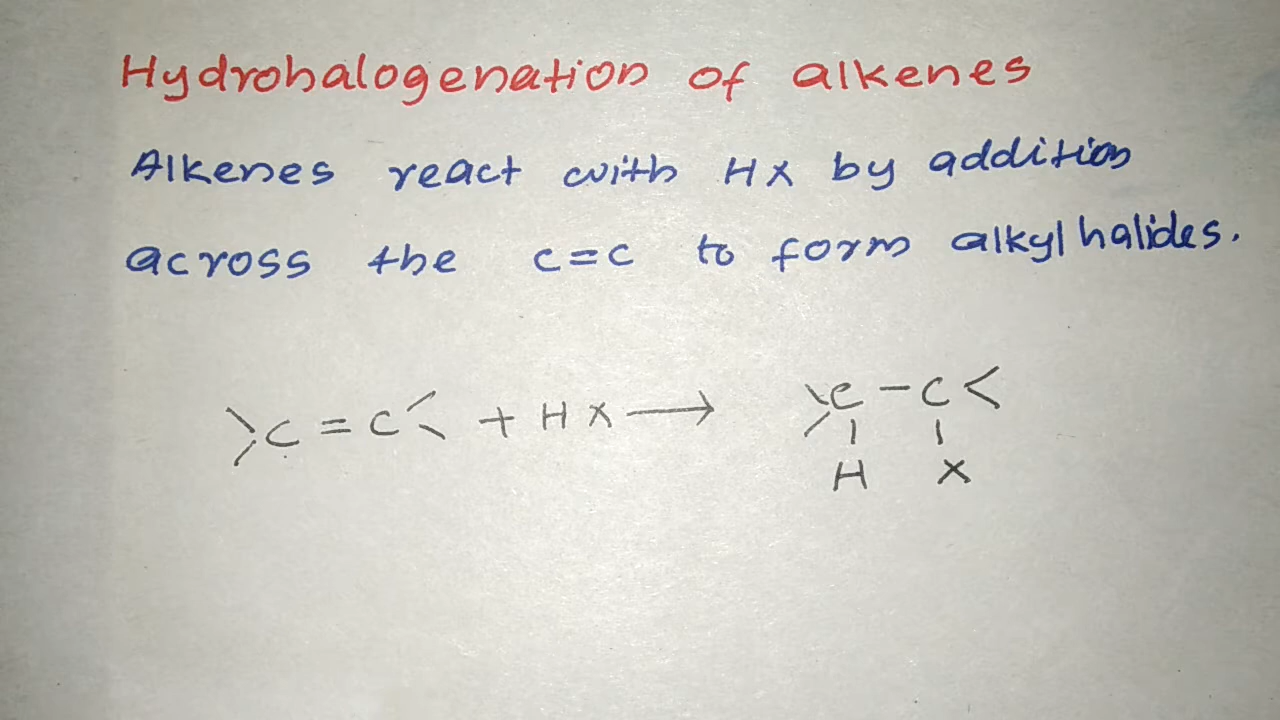 Hydrohalogenation of alkenes
Alkenes react with HX by addition
across the c=c to form alkyl halides.
>C=C< + HX → >C-C<
H X